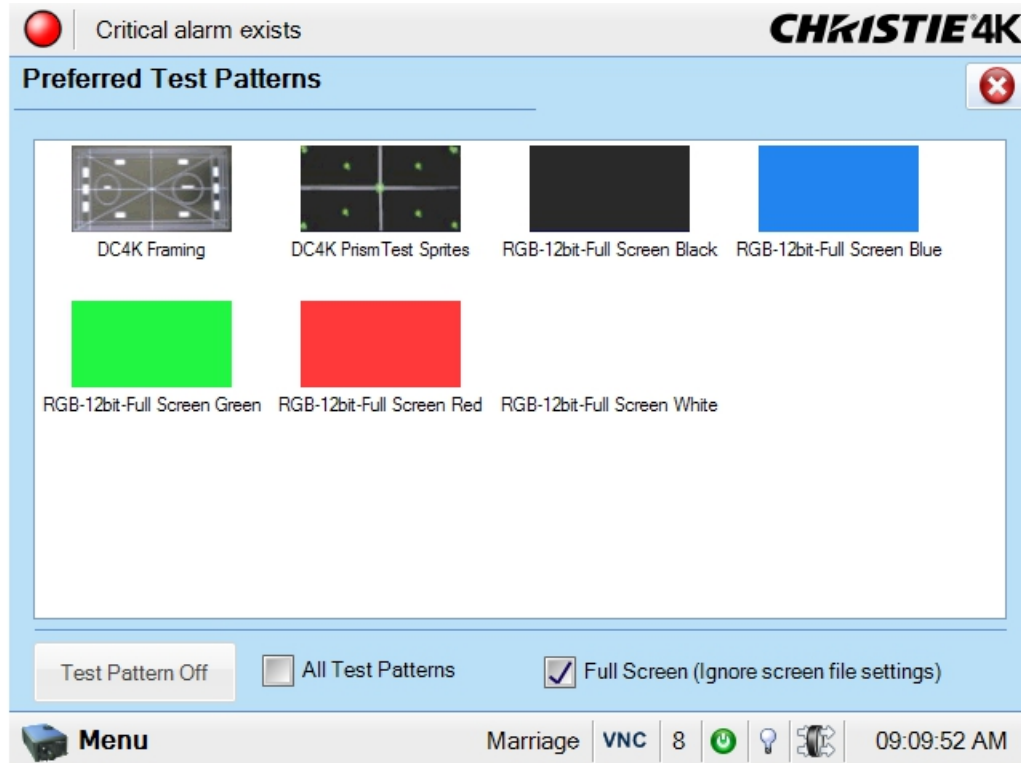 Critical alarm exists
CHRISTIE 4K
Preferred Test Patterns
DC4K Framing
DC4K PrismTest Sprites
RGB-12bit-Full Screen Black
RGB-12bit-Full Screen Blue
RGB-12bit-Full Screen Green
RGB-12bit-Full Screen Red
RGB-12bit-Full Screen White
Test Pattern Off
All Test Patterns
Full Screen (Ignore screen file settings)
Menu
Marriage
VNC
8
09:09:52 AM